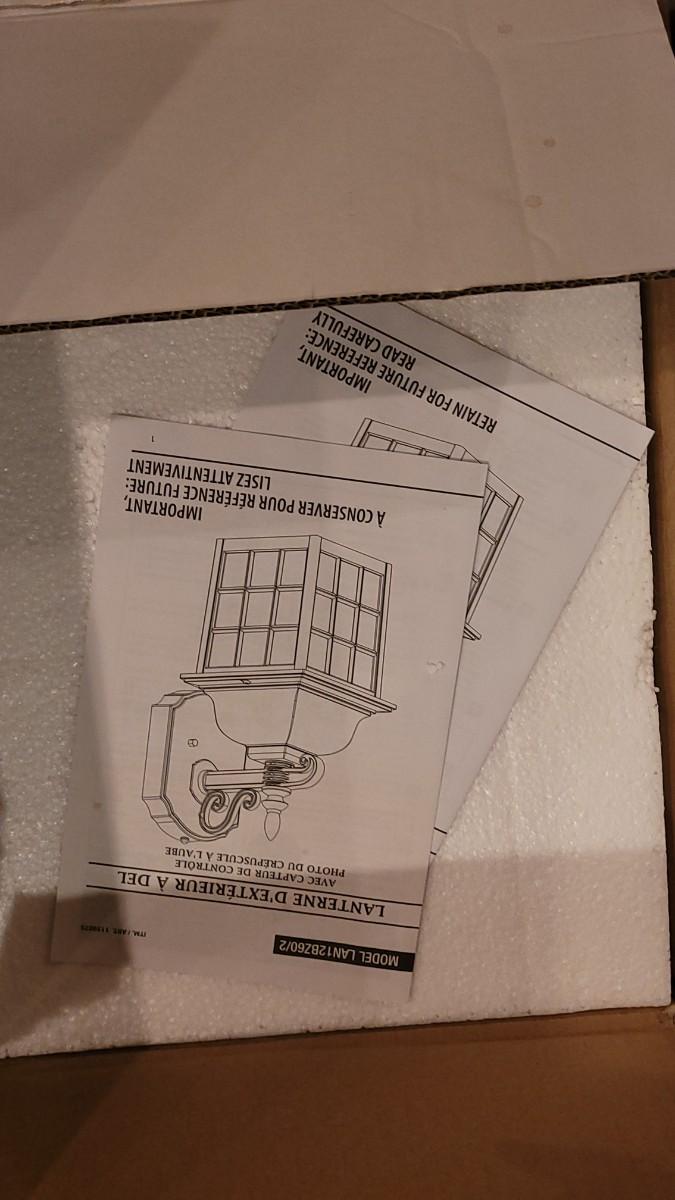 MODEL LAN12BZ60/2
LANTERNE D'EXTÉRIEUR À DEL
AVEC CAPTEUR DE CONTRÔLE
PHOTO DU CRÉPUSCULE À L'AUBE
IMPORTANT,
À CONSERVER POUR RÉFÉRENCE FUTURE:
LISEZ ATTENTIVEMENT
1
IMPORTANT,
RETAIN FOR FUTURE REFERENCE:
READ CAREFULLY